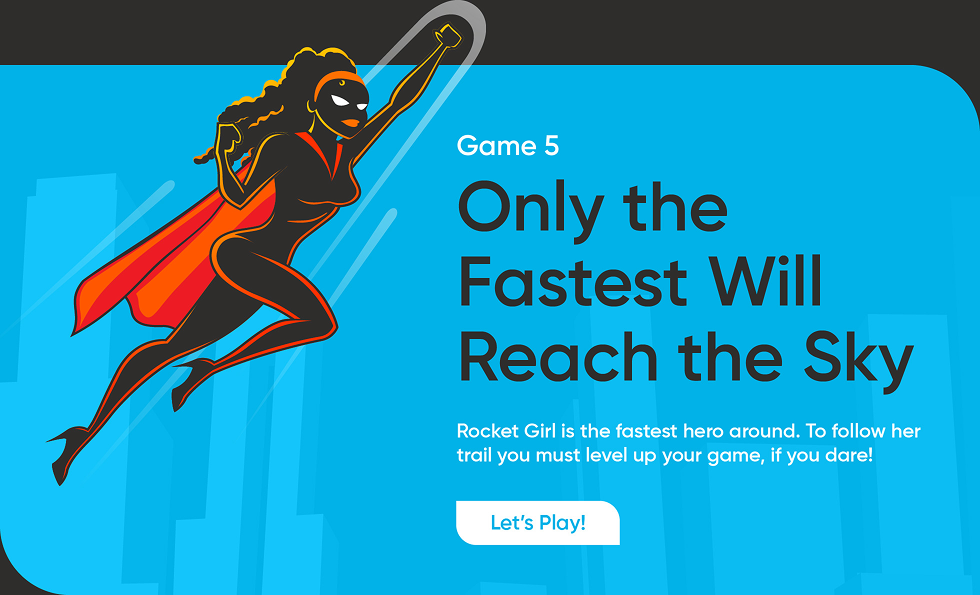 Game 5
Only the
Fastest Will
Reach the Sky
Rocket Girl is the fastest hero around. To follow her
trail you must level up your game, if you dare!
Let's Play!